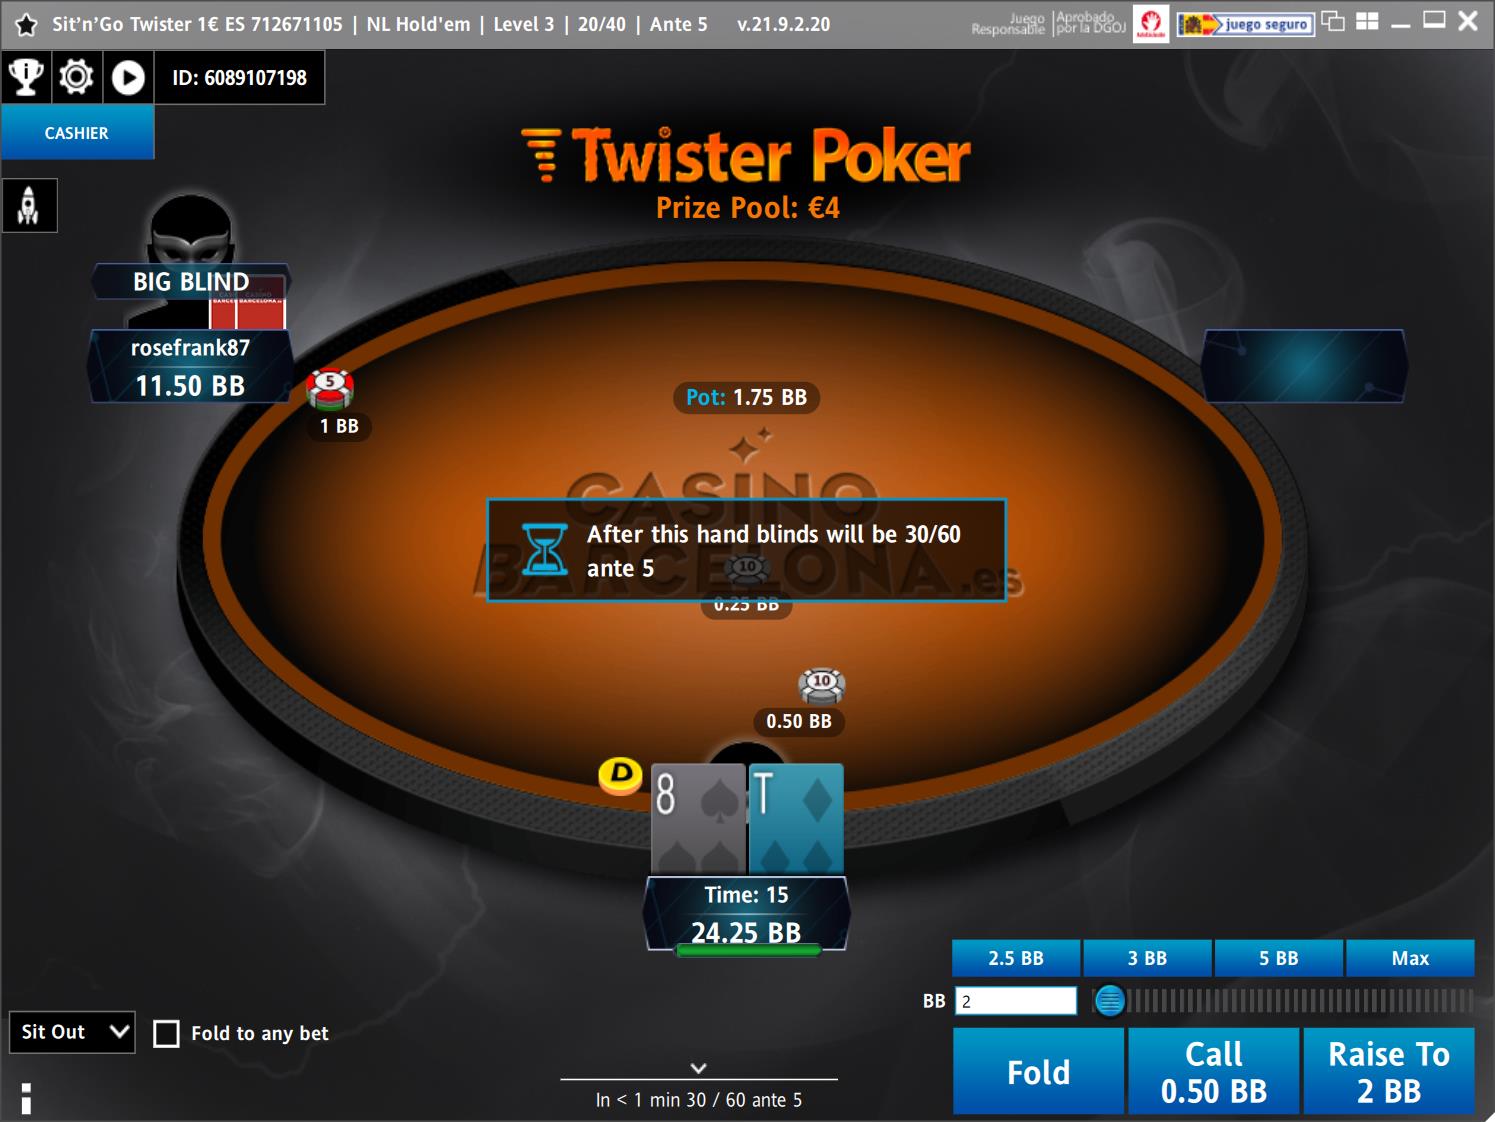 Sit'n'Go Twister 1€ ES 712671105 | NL Hold'em | Level 3 | 20/40 | Ante 5 v.21.9.2.20
Juego Responsable
Aprobado por la DGOJ
juego seguro
ID: 6089107198
CASHIER
Twister Poker
Prize Pool: €4
BIG BLIND
rosefrank87
11.50 BB
5
1 BB
Pot: 1.75 BB
CASINO
BARCELONA.es
After this hand blinds will be 30/60
ante 5
10
0.25 BB
10
0.50 BB
D
8
T
Time: 15
24.25 BB
2.5 BB
3 BB
5 BB
Max
BB 2
Sit Out
Fold to any bet
Fold
Call
0.50 BB
Raise To
2 BB
In < 1 min 30 / 60 ante 5